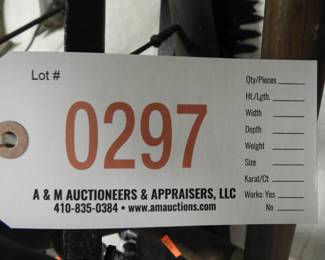 Lot #
0297
A & M AUCTIONEERS & APPRAISERS, LLC
410-835-0384 • www.amauctions.com
Qty/Pieces
Ht./Lgth.
Width
Depth
Weight
Size
Karat/Ct
Works: Yes
No